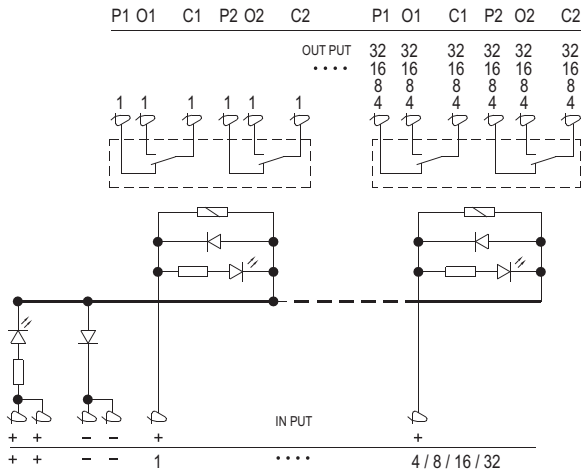 P1 O1 C1 P2 O2 C2 P1 O1 C1 P2 O2 C2
OUT PUT 32 32 32 32 32 32
•••• 16 16 16 16 16 16
8 8 8 8 8 8
1 1 1 1 1 1 4 4 4 4 4 4
IN PUT
+ + − − + +
+ + − − 1 •••• 4 / 8 / 16 / 32